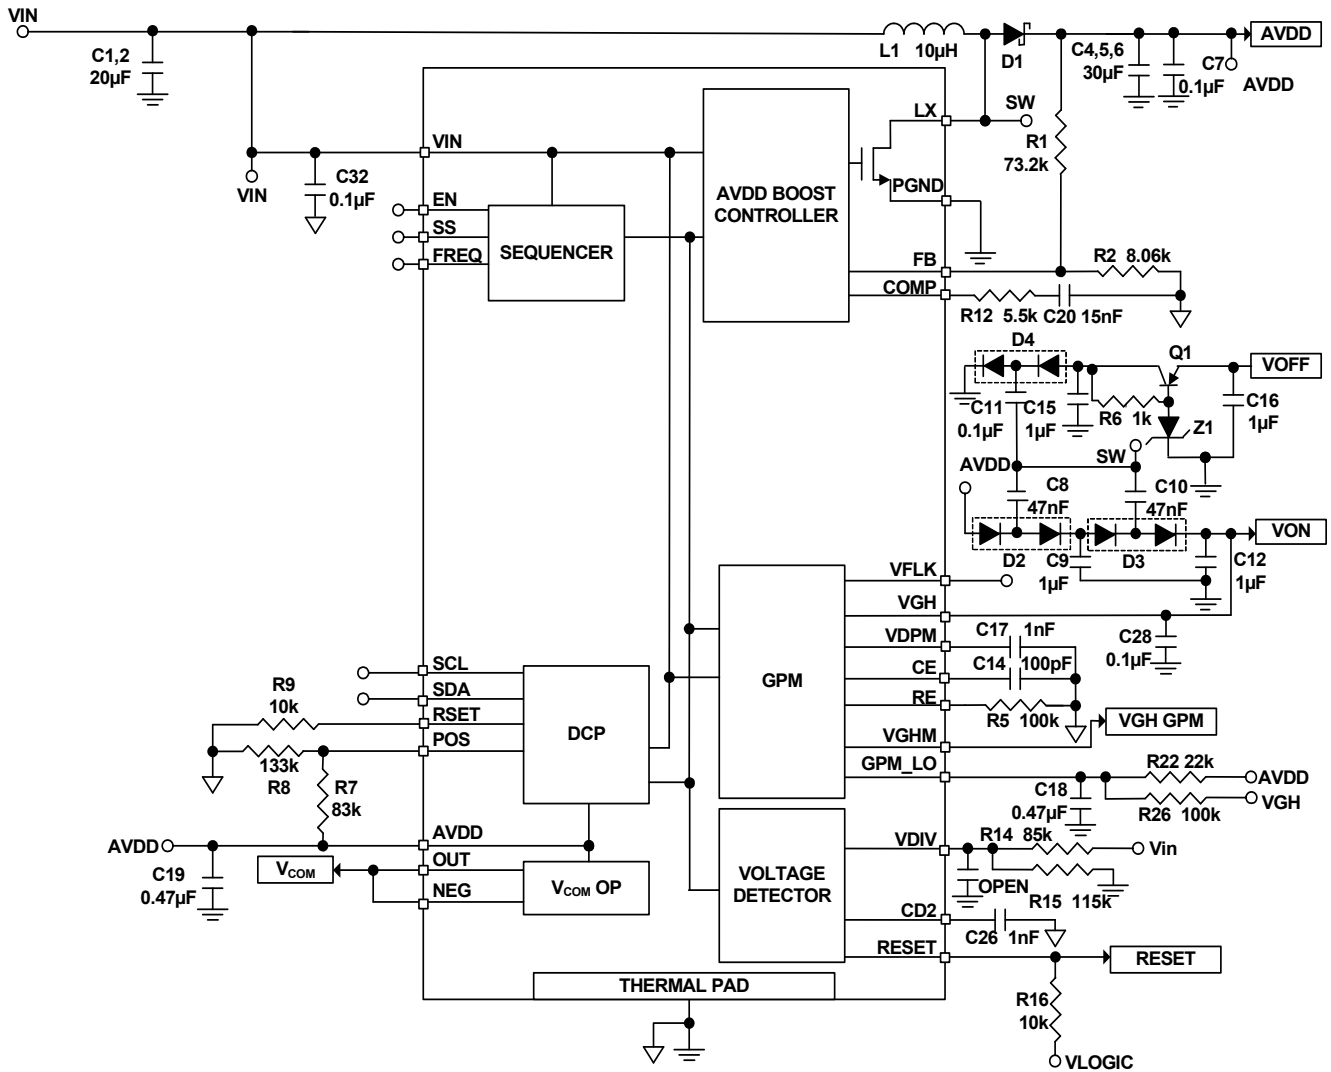 VIN
C1,2
20µF
L1 10µH
D1
C4,5,6
30µF
C7
0.1µF
AVDD
AVDD
LX
SW
R1
73.2k
VIN
C32
0.1µF
VIN
EN
SS
FREQ
SEQUENCER
AVDD BOOST
CONTROLLER
PGND
FB
COMP
R2 8.06k
R12 5.5k
C20 15nF
D4
Q1
VOFF
C11
0.1µF
C15
1µF
R6 1k
Z1
C16
1µF
AVDD
SW
C8
47nF
C10
47nF
VON
D2
C9
1µF
D3
C12
1µF
VFLK
VGH
VDPM
CE
RE
VGHM
GPM_LO
GPM
C17 1nF
C14 100pF
R5 100k
C28
0.1µF
VGH GPM
R22 22k
AVDD
R26 100k
VGH
C18
0.47µF
SCL
SDA
RSET
POS
DCP
R9
10k
133k
R8
R7
83k
AVDD
AVDD
OUT
NEG
VCOM
VCOM OP
C19
0.47µF
VOLTAGE
DETECTOR
VDIV
CD2
RESET
R14 85k
Vin
OPEN
R15 115k
C26 1nF
RESET
R16
10k
VLOGIC
THERMAL PAD